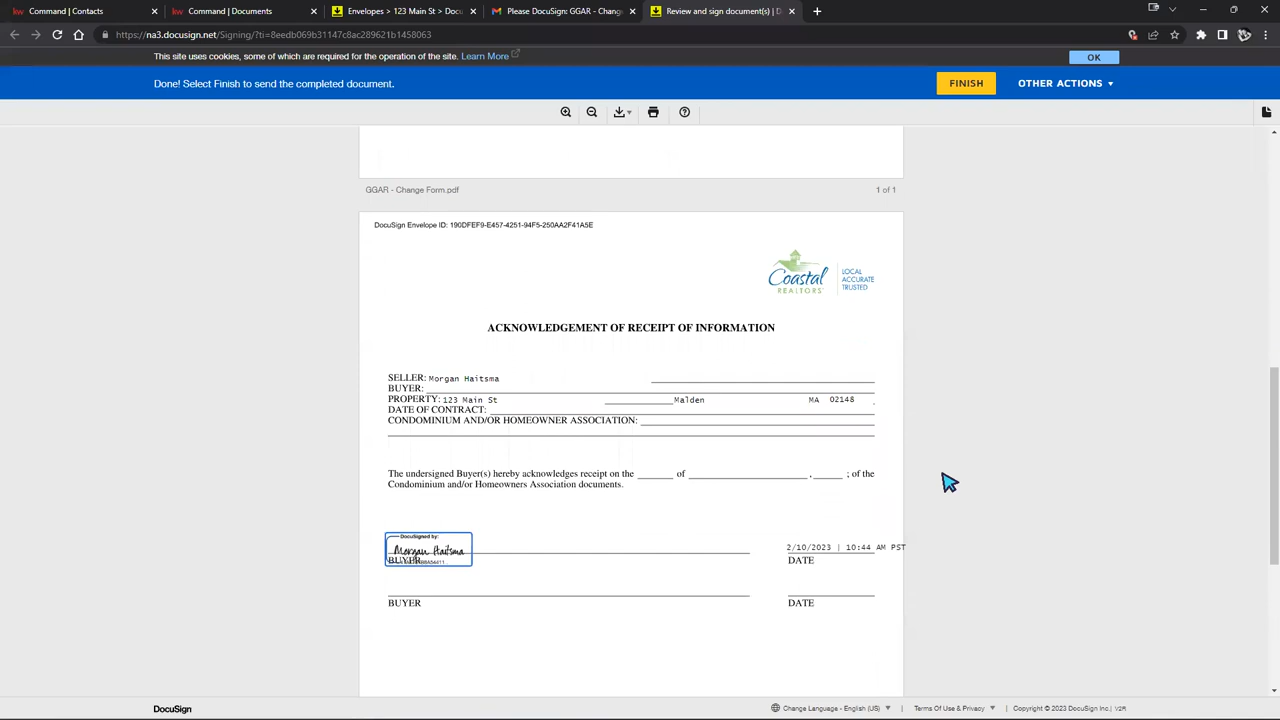 Command | Contacts
Command | Documents
Envelopes > 123 Main St > Docu
Please DocuSign: GGAR - Change
Review and sign document(s) | D
https://na3.docusign.net/Signing/?ti=8eedb069b31147c8ac289621b1458063
This site uses cookies, some of which are required for the operation of the site. Learn More
OK
Done! Select Finish to send the completed document.
FINISH
OTHER ACTIONS
GGAR - Change Form.pdf
1 of 1
DocuSign Envelope ID: 190DFEF9-E457-4251-94F5-250AA2F41A5E
Coastal
REALTORS
LOCAL
ACCURATE
TRUSTED
ACKNOWLEDGEMENT OF RECEIPT OF INFORMATION
SELLER: Morgan Haitsma
BUYER:
PROPERTY: 123 Main St Malden MA 02148 .
DATE OF CONTRACT:
CONDOMINIUM AND/OR HOMEOWNER ASSOCIATION:
The undersigned Buyer(s) hereby acknowledges receipt on the ______ of ____________________ , _____ ; of the
Condominium and/or Homeowners Association documents.
DocuSigned by:
Morgan Haitsma
2/10/2023 | 10:44 AM PST
BUYER
DATE
BUYER
DATE
DocuSign
Change Language - English (US)
Terms Of Use & Privacy
Copyright © 2023 DocuSign Inc. | V2R